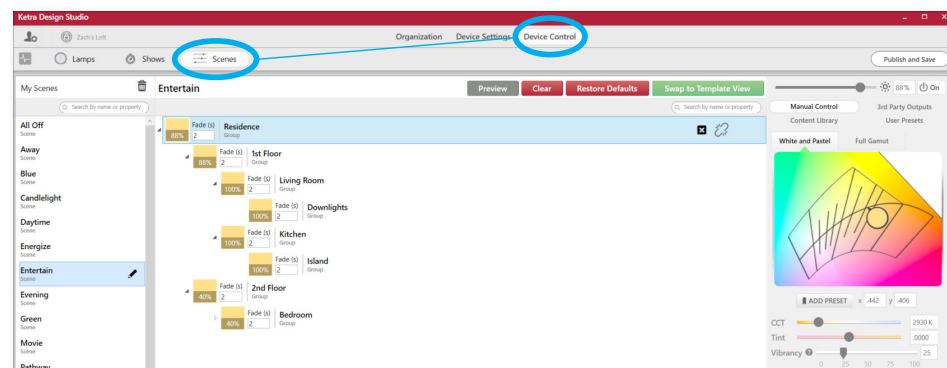 Ketra Design Studio
Zach's Loft
Organization Device Settings Device Control
Lamps Shows Scenes Publish and Save
My Scenes
Search by name or property
All Off
Scene
Away
Scene
Blue
Scene
Candlelight
Scene
Daytime
Scene
Energize
Scene
Entertain
Scene
Evening
Scene
Green
Scene
Movie
Scene
Pathway
Entertain Preview Clear Restore Defaults Swap to Template View
Search by name or property
Fade (s) Residence
88% 2 Group
Fade (s) 1st Floor
88% 2 Group
Fade (s) Living Room
100% 2 Group
Fade (s) Downlights
100% 2 Group
Fade (s) Kitchen
100% 2 Group
Fade (s) Island
100% 2 Group
Fade (s) 2nd Floor
40% 2 Group
Fade (s) Bedroom
40% 2 Group
88% On
Manual Control 3rd Party Outputs
Content Library User Presets
White and Pastel Full Gamut
ADD PRESET x .442 y .406
CCT 2930 K
Tint .0000
Vibrancy 25
0 25 50 75 100